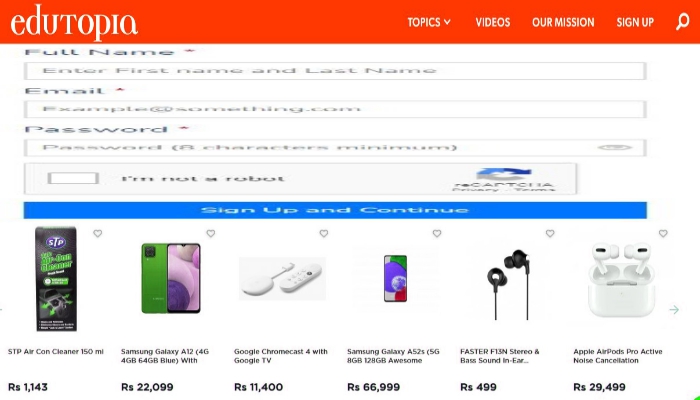 edutopia
TOPICS VIDEOS OUR MISSION SIGN UP
Full Name *
Enter First name and Last Name
Email *
Example@something.com
Password *
Password (8 characters minimum)
I'm not a robot
reCAPTCHA
Privacy - Terms
Sign Up and Continue
STP
Air Con
Cleaner
STP Air Con Cleaner 150 ml
Rs 1,143
Samsung Galaxy A12 (4G
4GB 64GB Blue) With
Rs 22,099
Google Chromecast 4 with
Google TV
Rs 11,400
Samsung Galaxy A52s (5G
8GB 128GB Awesome
Rs 66,999
FASTER F13N Stereo &
Bass Sound In-Ear...
Rs 499
Apple AirPods Pro Active
Noise Cancellation
Rs 29,499